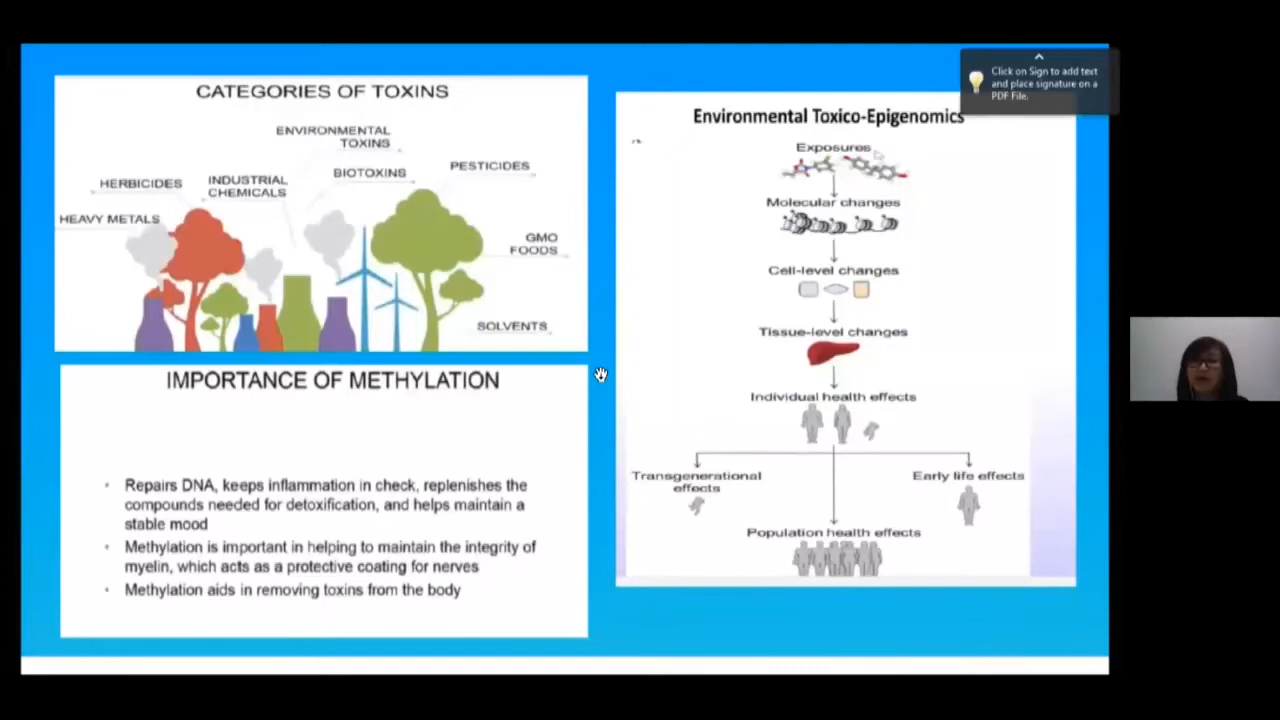 CATEGORIES OF TOXINS
ENVIRONMENTAL
TOXINS
PESTICIDES
BIOTOXINS
HERBICIDES
INDUSTRIAL
CHEMICALS
HEAVY METALS
GMO
FOODS
SOLVENTS
IMPORTANCE OF METHYLATION
• Repairs DNA, keeps inflammation in check, replenishes the
compounds needed for detoxification, and helps maintain a
stable mood
• Methylation is important in helping to maintain the integrity of
myelin, which acts as a protective coating for nerves
• Methylation aids in removing toxins from the body
Environmental Toxico-Epigenomics
Exposures
Molecular changes
Cell-level changes
Tissue-level changes
Individual health effects
Transgenerational
effects
Early life effects
Population health effects
Click on Sign to add text
and place signature on a
PDF File.